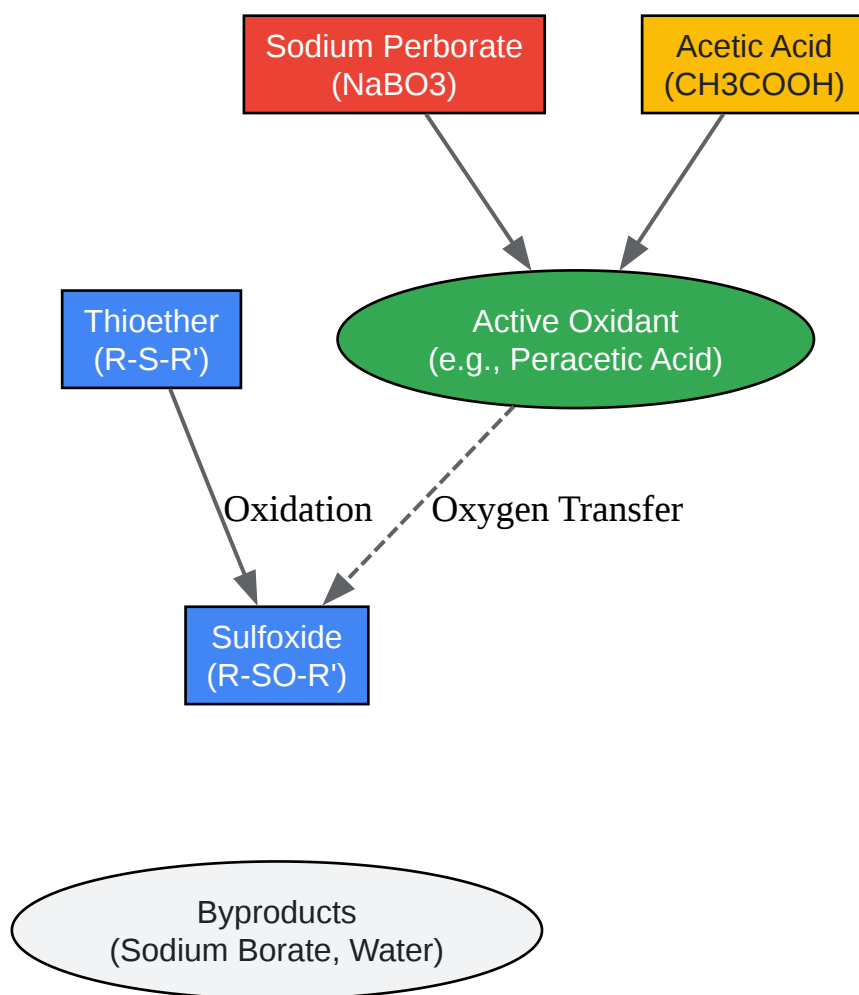 Sodium Perborate
(NaBO3)
Acetic Acid
(CH3COOH)
Thioether
(R-S-R')
Active Oxidant
(e.g., Peracetic Acid)
Oxidation
Oxygen Transfer
Sulfoxide
(R-SO-R')
Byproducts
(Sodium Borate, Water)